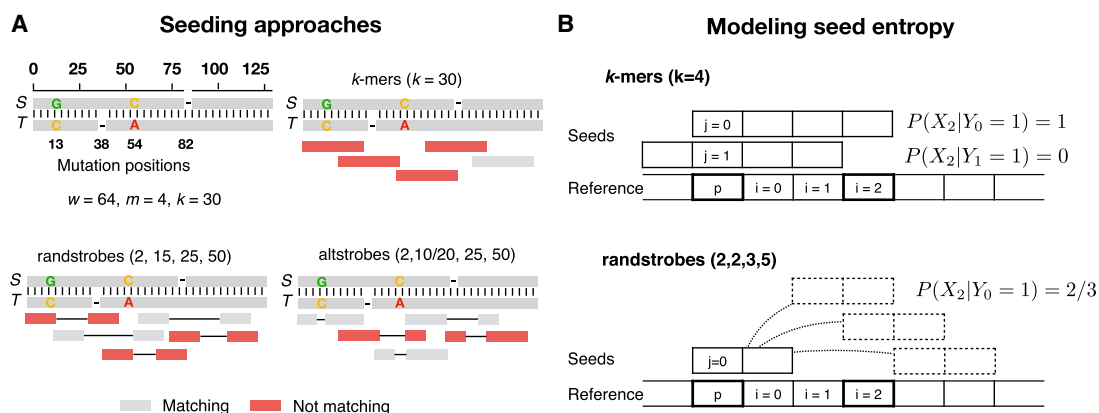 A
Seeding approaches
0 25 50 75 100 125
S G C -
T C - A
13 38 54 82
Mutation positions
w = 64, m = 4, k = 30
k-mers (k = 30)
S G C -
T C - A
randstrobes (2, 15, 25, 50)
S G C -
T C - A
altstrobes (2,10/20, 25, 50)
S G C -
T C - A
Matching Not matching
B
Modeling seed entropy
k-mers (k=4)
Seeds
j = 0
P(X₂|Y₀ = 1) = 1
j = 1
P(X₂|Y₁ = 1) = 0
Reference p i = 0 i = 1 i = 2
randstrobes (2,2,3,5)
P(X₂|Y₀ = 1) = 2/3
Seeds j=0
Reference p i = 0 i = 1 i = 2